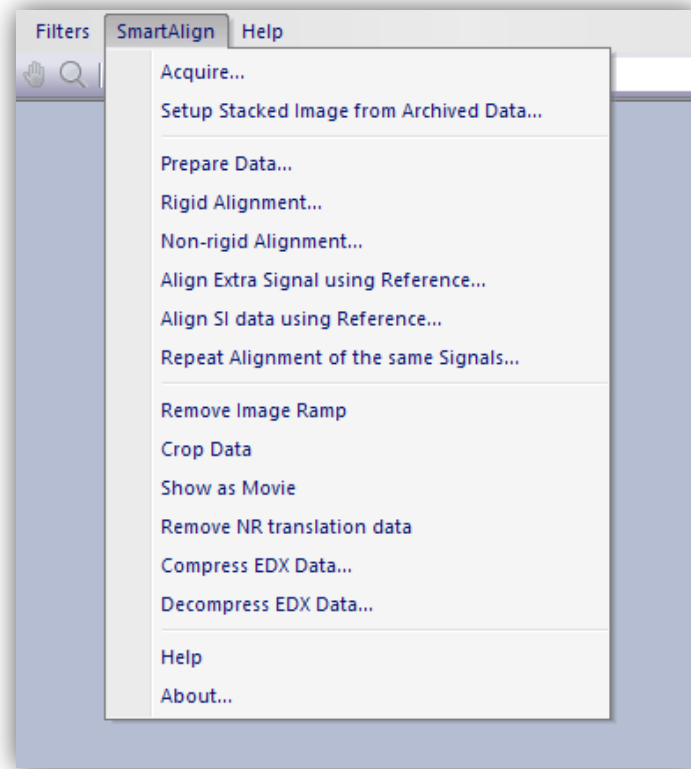 Filters SmartAlign Help
Acquire...
Setup Stacked Image from Archived Data...
Prepare Data...
Rigid Alignment...
Non-rigid Alignment...
Align Extra Signal using Reference...
Align SI data using Reference...
Repeat Alignment of the same Signals...
Remove Image Ramp
Crop Data
Show as Movie
Remove NR translation data
Compress EDX Data...
Decompress EDX Data...
Help
About...